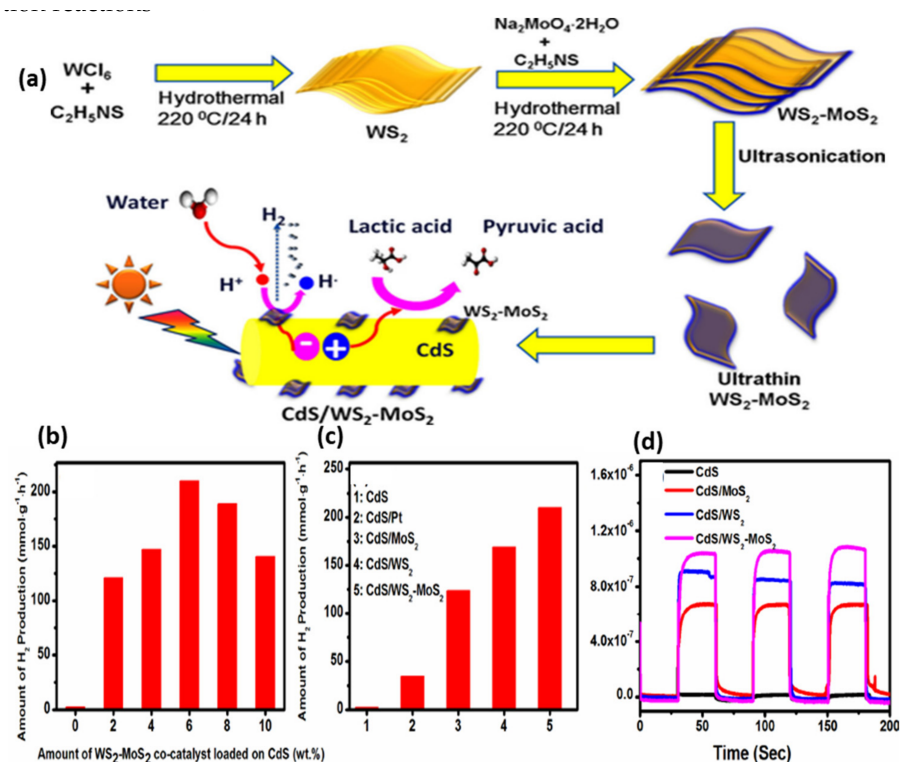 (a)
WCl6
+
C2H5NS
Hydrothermal
220 ⁰C/24 h
WS2
Na2MoO4·2H2O
+
C2H5NS
Hydrothermal
220 ⁰C/24 h
WS2-MoS2
Ultrasonication
Water
H2
H+
H·
Lactic acid
Pyruvic acid
WS2-MoS2
CdS
-
+
CdS/WS2-MoS2
Ultrathin
WS2-MoS2
(b)
Amount of H2 Production (mmol·g-1·h-1)
200
150
100
50
0
0 2 4 6 8 10
Amount of WS2-MoS2 co-catalyst loaded on CdS (wt.%)
(c)
Amount of H2 Production (mmol·g-1·h-1)
250
200
150
100
50
0
1: CdS
2: CdS/Pt
3: CdS/MoS2
4: CdS/WS2
5: CdS/WS2-MoS2
1 2 3 4 5
(d)
1.6x10-6
1.2x10-6
8.0x10-7
4.0x10-7
0.0
CdS
CdS/MoS2
CdS/WS2
CdS/WS2-MoS2
0 50 100 150 200
Time (Sec)